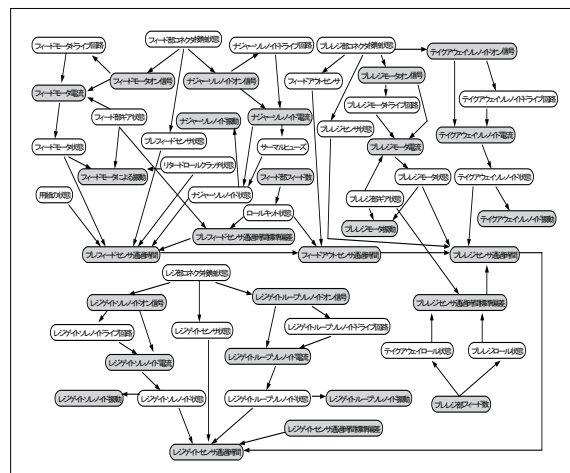 フィードモータドライブ回路
フィード部コネクタ接触状態
ナジャーソレノイドドライブ回路
プレレジ部コネクタ接触状態
テイクアウェイソレノイドオン信号
フィードモータオン信号
ナジャーソレノイドオン信号
フィードアウトセンサ
プレレジモータオン信号
フィードモータ電流
テイクアウェイソレノイドドライブ回路
プレレジモータドライブ回路
フィード部ギア状態
ナジャーソレノイド振動
ナジャーソレノイド電流
プレレジセンサ状態
テイクアウェイソレノイド電流
プレフィードセンサ状態
サーマルヒューズ
プレレジモータ電流
フィードモータ状態
リタードロールクラッチ状態
フィードモータによる振動
フィード部フィード数
プレレジモータ状態
テイクアウェイソレノイド状態
用紙の状態
ナジャーソレノイド状態
プレレジ部ギア状態
ロールキット状態
テイクアウェイソレノイド振動
プレレジモータ振動
プレフィードセンサ通過時間標準偏差
プレフィードセンサ通過時間
フィードアウトセンサ通過時間
プレレジセンサ通過時間
レジ部コネクタ接触状態
レジゲイトソレノイドオン信号
レジゲイトループソレノイドオン信号
プレレジセンサ通過時間標準偏差
レジゲイトソレノイドドライブ回路
レジゲイトセンサ状態
レジゲイトループソレノイドドライブ回路
テイクアウェイロール状態
プレレジロール状態
レジゲイトソレノイド電流
レジゲイトループソレノイド電流
レジゲイトソレノイド振動
レジゲイトソレノイド状態
レジゲイトループソレノイド状態
レジゲイトループソレノイド振動
プレレジ部フィード数
レジゲイトセンサ通過時間標準偏差
レジゲイトセンサ通過時間